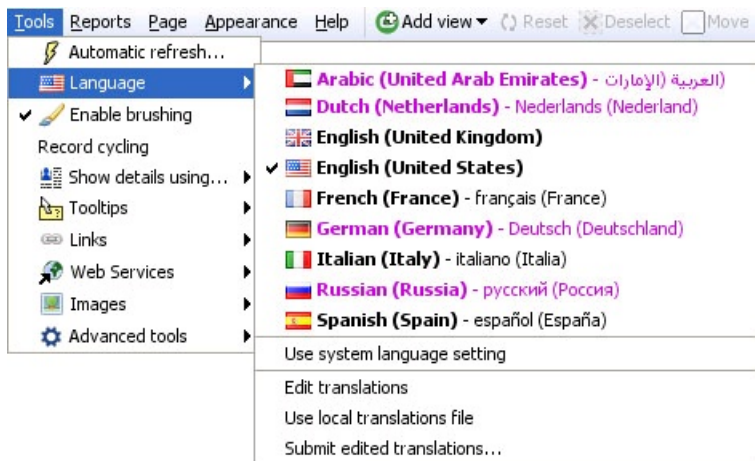 Tools Reports Page Appearance Help Add view Reset Deselect Move
Automatic refresh...
Language
Enable brushing
Record cycling
Show details using...
Tooltips
Links
Web Services
Images
Advanced tools
Arabic (United Arab Emirates) - العربية (الإمارات)
Dutch (Netherlands) - Nederlands (Nederland)
English (United Kingdom)
English (United States)
French (France) - français (France)
German (Germany) - Deutsch (Deutschland)
Italian (Italy) - italiano (Italia)
Russian (Russia) - русский (Россия)
Spanish (Spain) - español (España)
Use system language setting
Edit translations
Use local translations file
Submit edited translations...